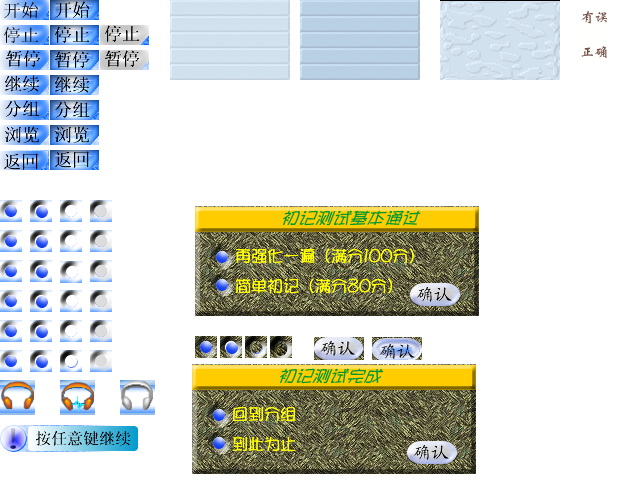 开始 开始
停止 停止 停止
暂停 暂停 暂停
继续 继续
分组 分组
浏览 浏览
返回 返回
有误
正确
初记测试基本通过
再强化一遍（满分100分）
简单初记（满分80分）
确认
确认 确认
初记测试完成
回到分组
到此为止
确认
按任意键继续